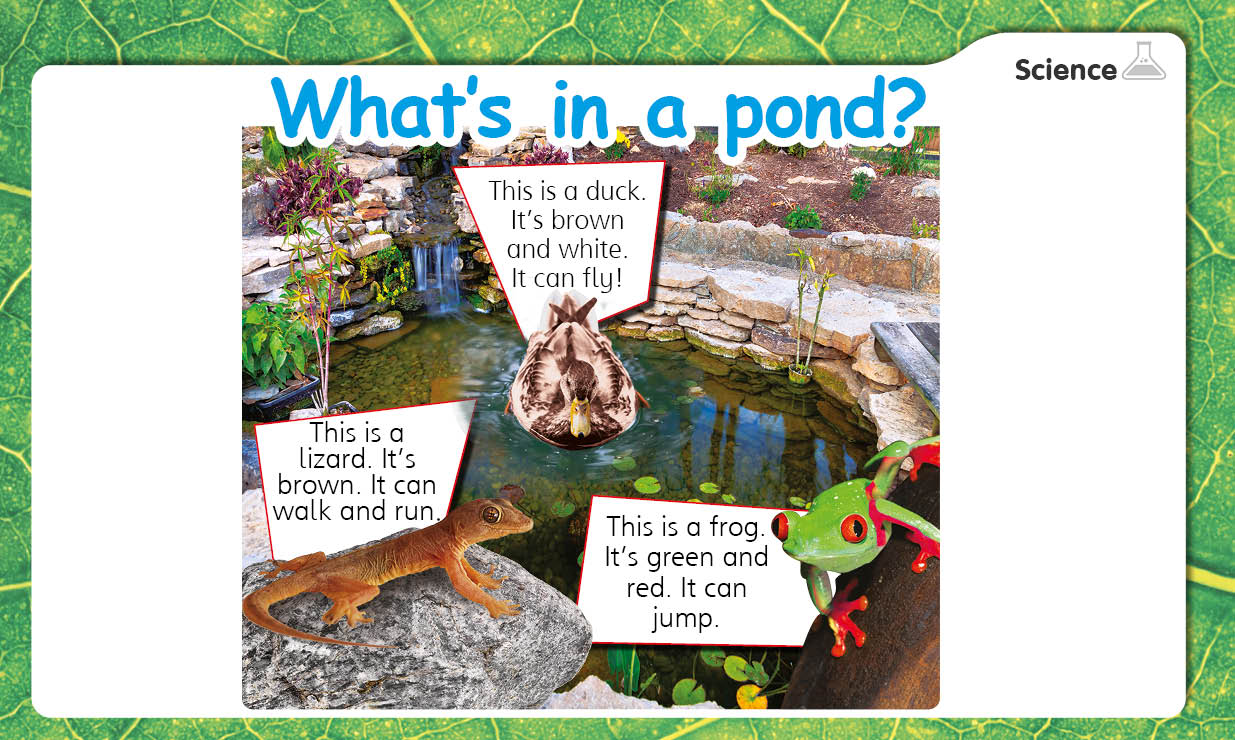 Science
What's in a pond?
This is a duck.
It's brown
and white.
It can fly!
This is a
lizard. It's
brown. It can
walk and run.
This is a frog.
It's green and
red. It can
jump.